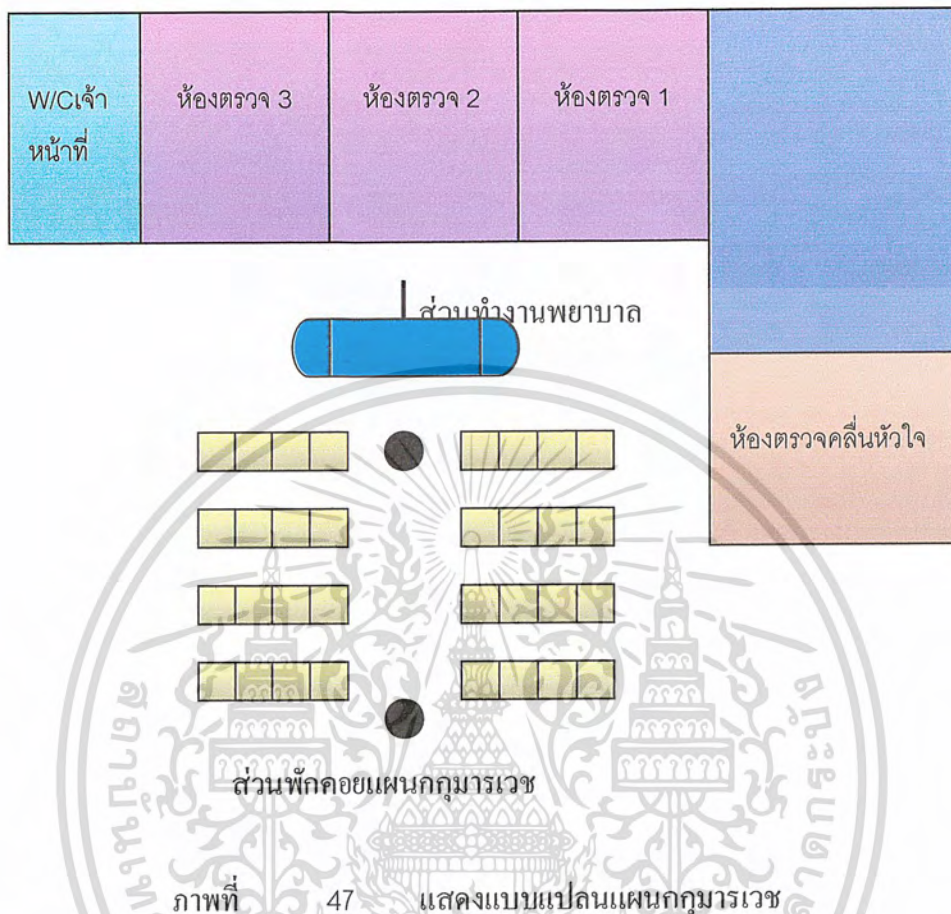 W/Cเจ้า
หน้าที่
ห้องตรวจ 3
ห้องตรวจ 2
ห้องตรวจ 1
ส่วนทำงานพยาบาล
ห้องตรวจคลื่นหัวใจ
ส่วนพักคอยแผนกกุมารเวช
ภาพที่ 47 แสดงแบบแปลนแผนกกุมารเวช